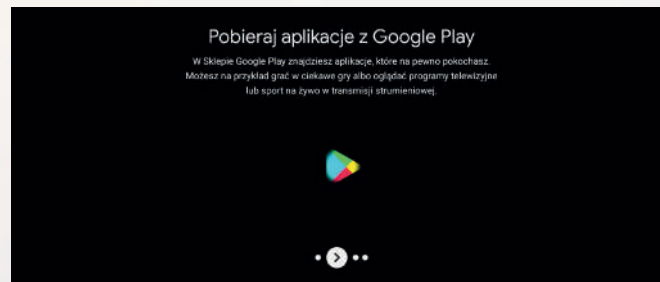 Pobieraj aplikacje z Google Play
W Sklepie Google Play znajdziesz aplikacje, które na pewno pokochasz.
Możesz na przykład grać w ciekawe gry albo oglądać programy telewizyjne
lub sport na żywo w transmisji strumieniowej.